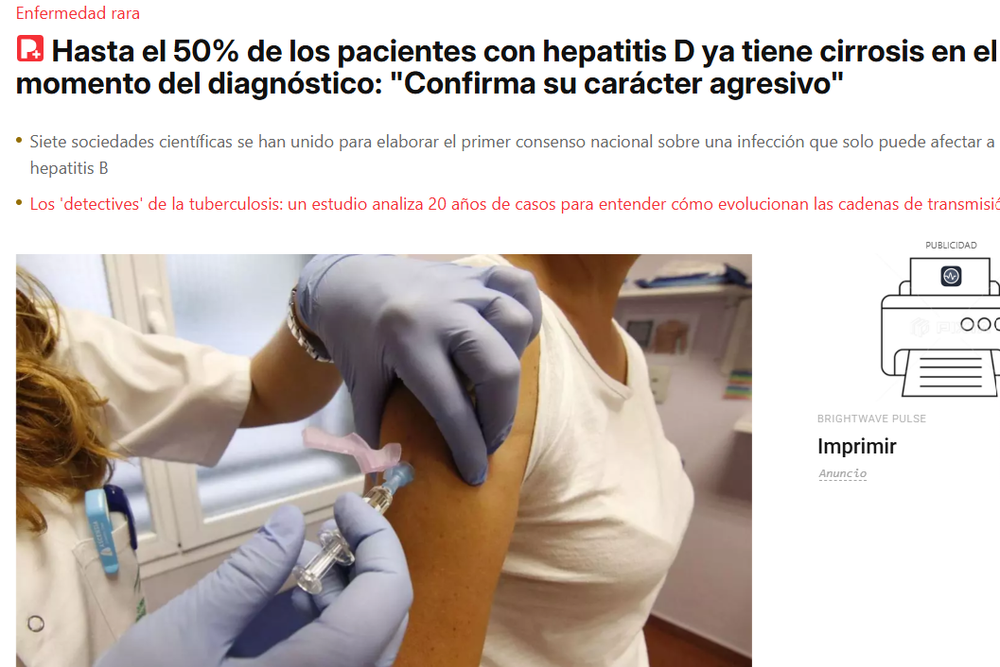 Enfermedad rara
Hasta el 50% de los pacientes con hepatitis D ya tiene cirrosis en el
momento del diagnóstico: "Confirma su carácter agresivo"
Siete sociedades científicas se han unido para elaborar el primer consenso nacional sobre una infección que solo puede afectar a
hepatitis B
Los 'detectives' de la tuberculosis: un estudio analiza 20 años de casos para entender cómo evolucionan las cadenas de transmisió
PUBLICIDAD
BRIGHTWAVE PULSE
Imprimir
Anuncio